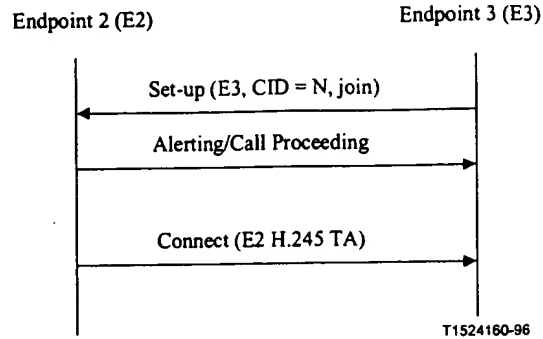 Endpoint 2 (E2)
Endpoint 3 (E3)
Set-up (E3, CID = N, join)
Alerting/Call Proceeding
Connect (E2 H.245 TA)
T1524160-96